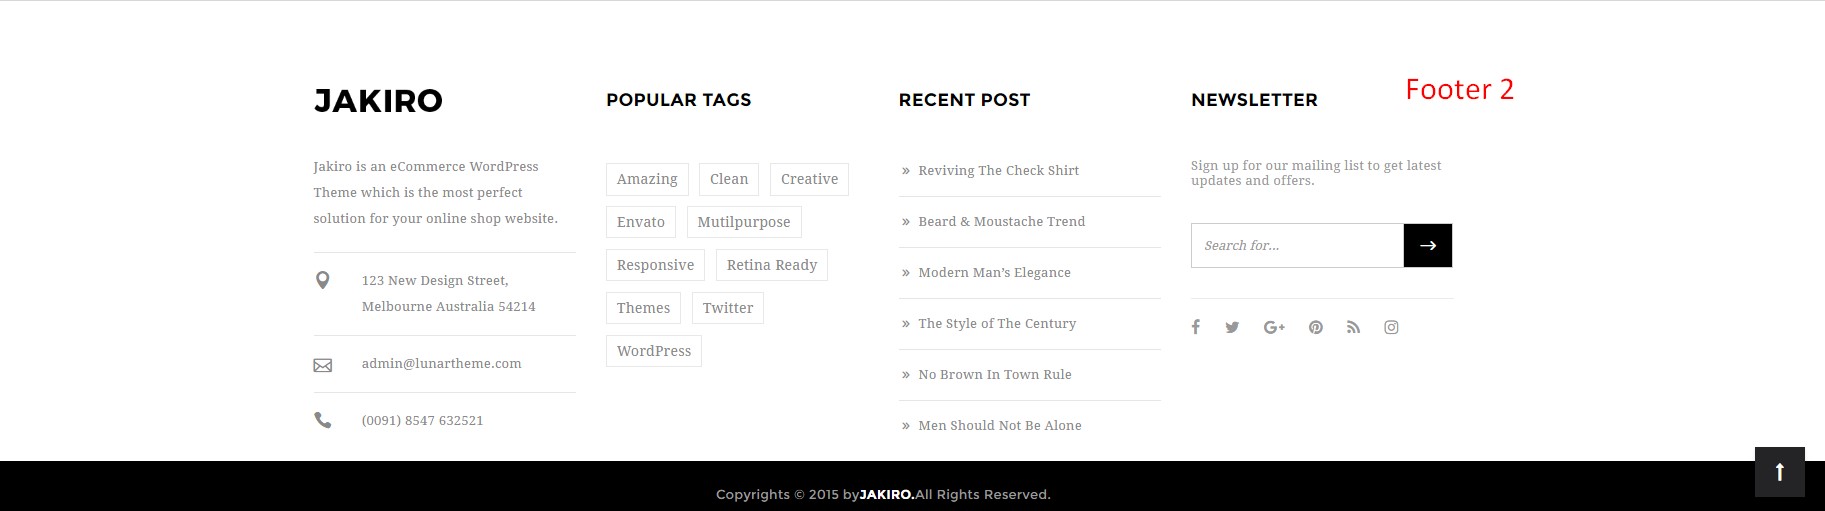 JAKIRO
Jakiro is an eCommerce WordPress
Theme which is the most perfect
solution for your online shop website.
123 New Design Street,
Melbourne Australia 54214
admin@lunartheme.com
(0091) 8547 632521
POPULAR TAGS
Amazing Clean Creative
Envato Mutilpurpose
Responsive Retina Ready
Themes Twitter
WordPress
RECENT POST
» Reviving The Check Shirt
» Beard & Moustache Trend
» Modern Man’s Elegance
» The Style of The Century
» No Brown In Town Rule
» Men Should Not Be Alone
NEWSLETTER
Sign up for our mailing list to get latest
updates and offers.
Search for...
Footer 2
Copyrights © 2015 byJAKIRO.All Rights Reserved.